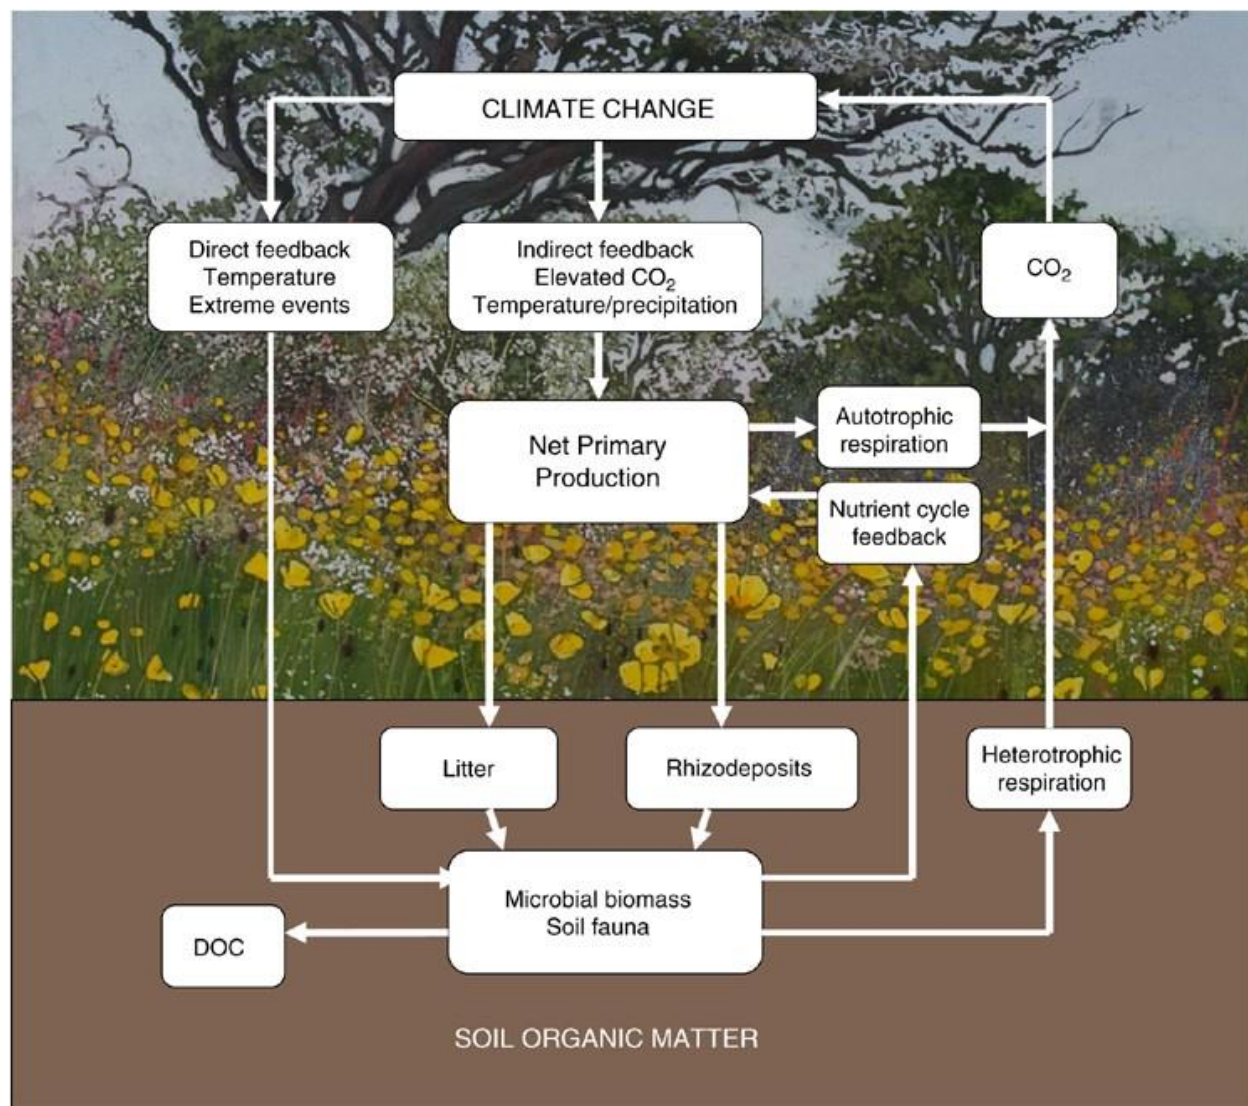 CLIMATE CHANGE
Direct feedback
Temperature
Extreme events
Indirect feedback
Elevated CO₂
Temperature/precipitation
CO₂
Net Primary
Production
Autotrophic
respiration
Nutrient cycle
feedback
Litter
Rhizodeposits
Heterotrophic
respiration
Microbial biomass
Soil fauna
DOC
SOIL ORGANIC MATTER